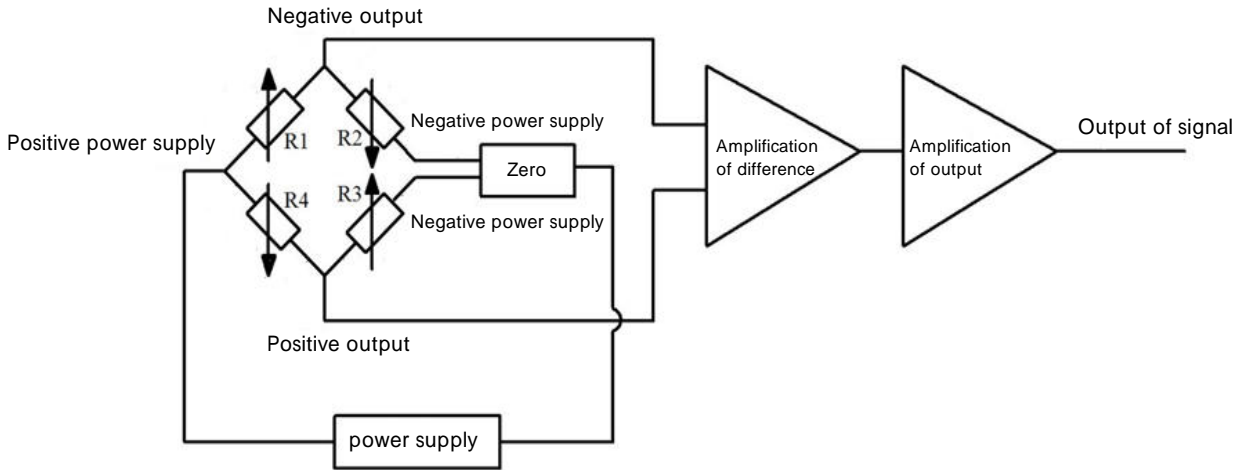 Negative output
Positive power supply
R1
R2
Negative power supply
Zero
R4
R3
Negative power supply
Positive output
power supply
Amplification
of difference
Amplification
of output
Output of signal